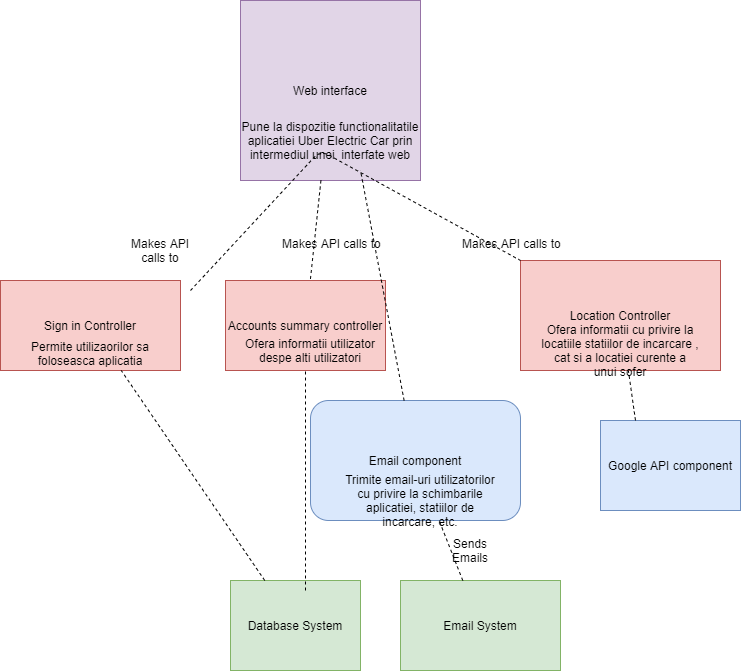 Web interface
Pune la dispozitie functionalitatile
aplicatiei Uber Electric Car prin
intermediul unei, interfate web
Makes API
calls to
Makes API calls to
Makes API calls to
Sign in Controller
Permite utilizaorilor sa
foloseasca aplicatia
Accounts summary controller
Ofera informatii utilizator
despe alti utilizatori
Location Controller
Ofera informatii cu privire la
locatiile statiilor de incarcare ,
cat si a locatiei curente a
unui sofer
Email component
Trimite email-uri utilizatorilor
cu privire la schimbarile
aplicatiei, statiilor de
incarcare, etc.
Google API component
Sends
Emails
Database System
Email System